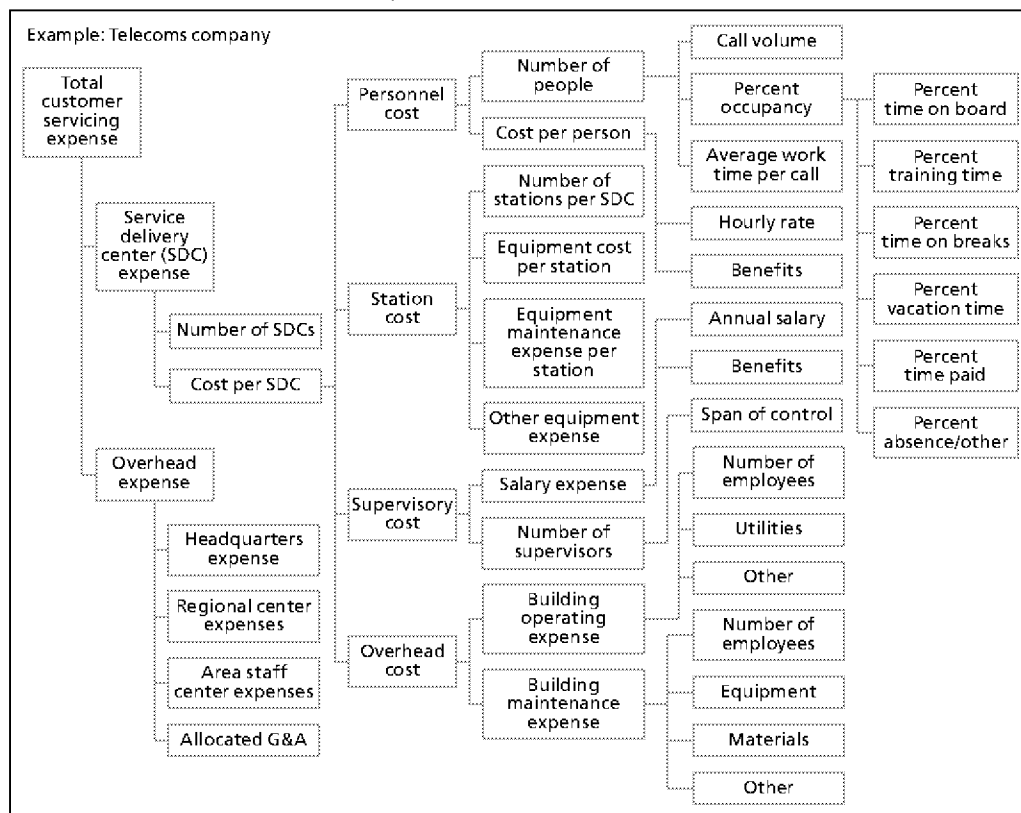 Example: Telecoms company
Total
customer
servicing
expense
Service
delivery
center (SDC)
expense
Number of SDCs
Cost per SDC
Overhead
expense
Headquarters
expense
Regional center
expenses
Area staff
center expenses
Allocated G&A
Personnel
cost
Station
cost
Supervisory
cost
Overhead
cost
Number of
people
Cost per person
Number of
stations per SDC
Equipment cost
per station
Equipment
maintenance
expense per
station
Other equipment
expense
Salary expense
Number of
supervisors
Building
operating
expense
Building
maintenance
expense
Call volume
Percent
occupancy
Average work
time per call
Hourly rate
Benefits
Annual salary
Benefits
Span of control
Number of
employees
Utilities
Other
Number of
employees
Equipment
Materials
Other
Percent
time on board
Percent
training time
Percent
time on breaks
Percent
vacation time
Percent
time paid
Percent
absence/other